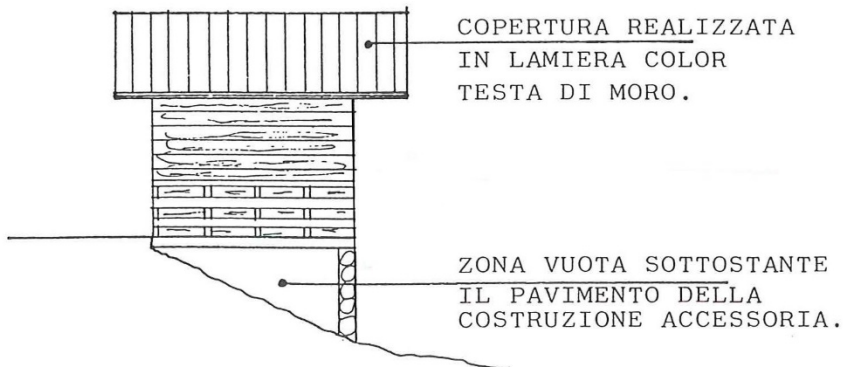 COPERTURA REALIZZATA
IN LAMIERA COLOR
TESTA DI MORO.
ZONA VUOTA SOTTOSTANTE
IL PAVIMENTO DELLA
COSTRUZIONE ACCESSORIA.